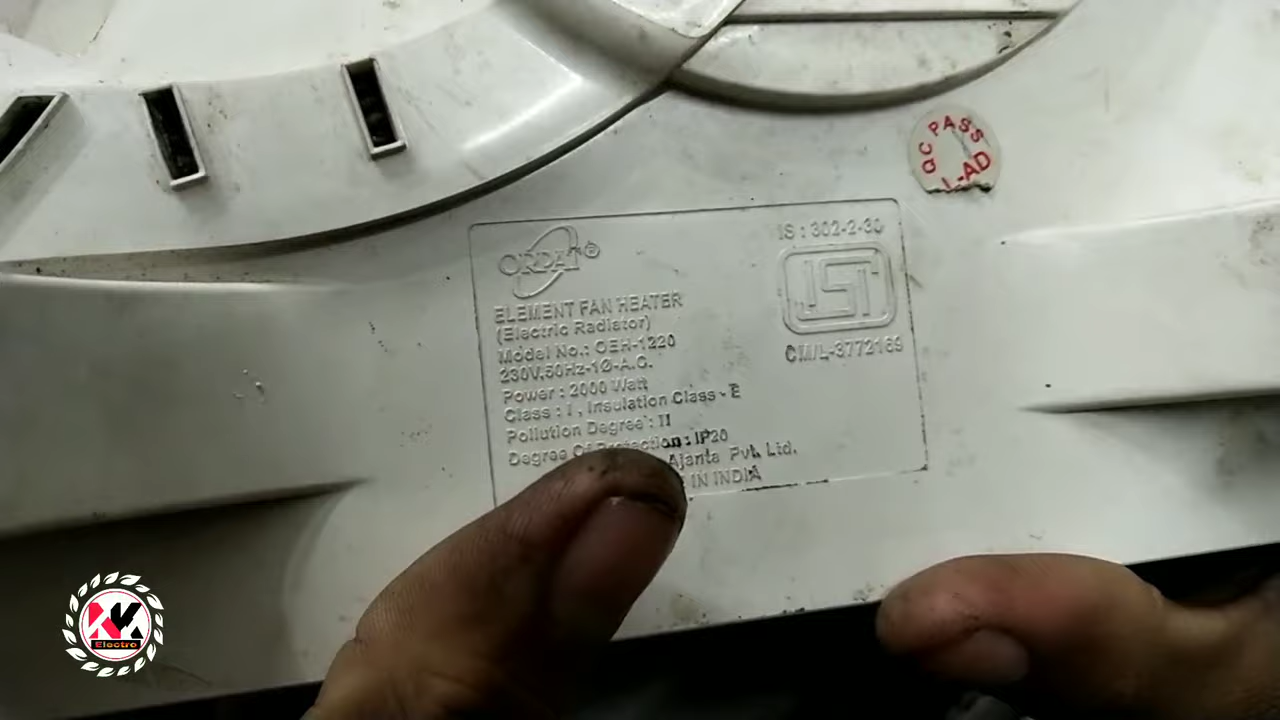 QC PASS
L-AD
ORPAT®
ELEMENT FAN HEATER
(Electric Radiator)
Model No.: OEH-1220
230V,50Hz-1Ø-A.C.
Power : 2000 Watt
Class : I , Insulation Class - E
Pollution Degree : II
Degree Of Protection : IP20
Ajanta Pvt. Ltd.
IN INDIA
IS : 302-2-30
ISI
CM/L-3772169
KK
Electro